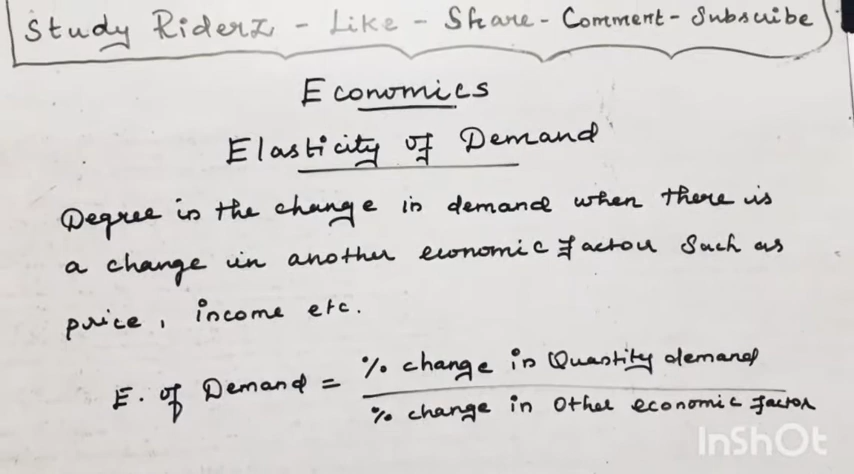 Study Riderz - Like - Share - Comment - Subscribe
Economics
Elasticity of Demand
Degree in the change in demand when there is
a change in another economic factor Such as
price, income etc.
E. of Demand = % change in Quantity demand
% change in Other economic factor
InShOt